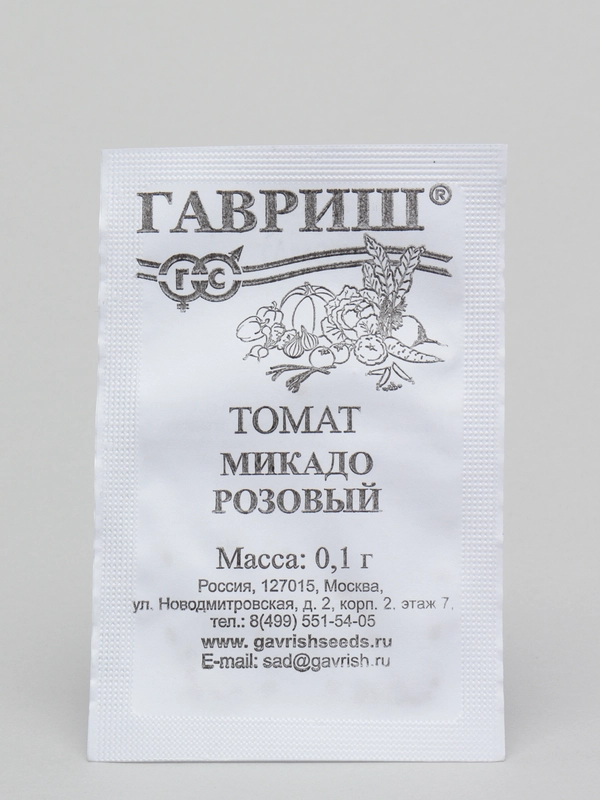 ГАВРИШ®
Г С
ТОМАТ
МИКАДО
РОЗОВЫЙ
Масса: 0,1 г
Россия, 127015, Москва,
ул. Новодмитровская, д. 2, корп. 2, этаж 7,
тел.: 8(499) 551-54-05
www. gavrishseeds.ru
E-mail: sad@gavrish.ru